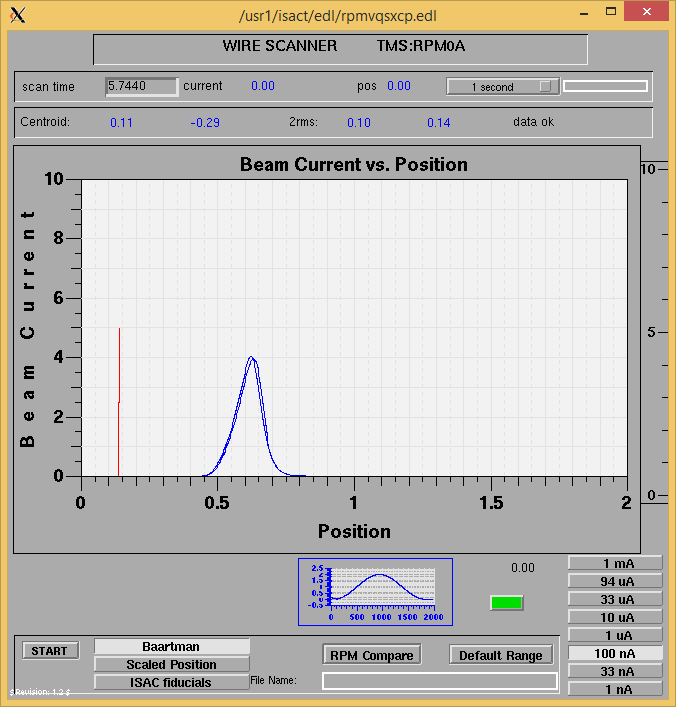 /usr1/isact/edl/rpmvqsxcp.edl
WIRE SCANNER TMS:RPM0A
scan time 5.7440 current 0.00 pos 0.00 1 second
Centroid: 0.11 -0.29 2rms: 0.10 0.14 data ok
Beam Current vs. Position
10
8
6
4
2
0
Beam Current
0 0.5 1 1.5 2
Position
10
5
0
2.5
2
1.5
1
0.5
0
-0.5
0 500 1000 1500 2000
0.00
1 mA
94 uA
33 uA
10 uA
1 uA
100 nA
33 nA
1 nA
START
Baartman
Scaled Position
ISAC fiducials
RPM Compare
Default Range
File Name:
$Revision: 1.2 $